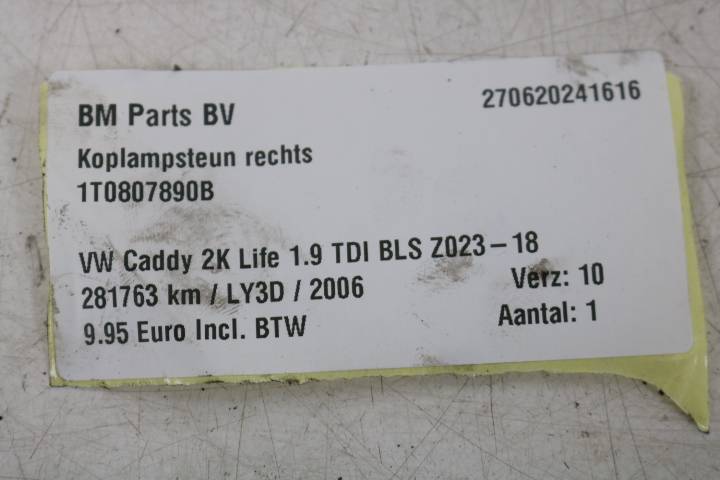 BM Parts BV 270620241616
Koplampsteun rechts
1T0807890B
VW Caddy 2K Life 1.9 TDI BLS Z023-18
281763 km / LY3D / 2006 Verz: 10
9.95 Euro Incl. BTW Aantal: 1